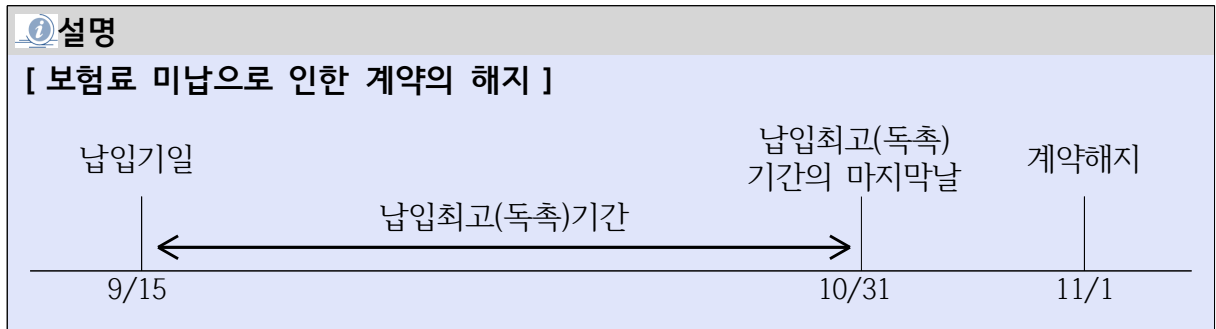 설명
[ 보험료 미납으로 인한 계약의 해지 ]
납입기일
납입최고(독촉)
기간의 마지막날
계약해지
납입최고(독촉)기간
9/15
10/31
11/1